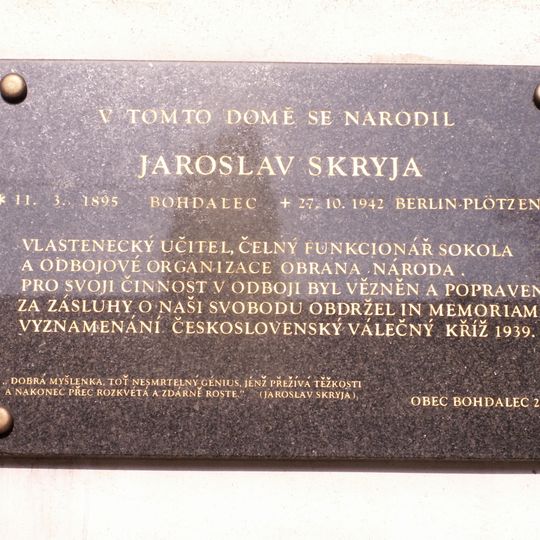 V TOMTO DOMĚ SE NARODIL
JAROSLAV SKRYJA
* 11. 3. 1895 BOHDALEC + 27. 10. 1942 BERLIN-PLÖTZEN
VLASTENECKÝ UČITEL, ČELNÝ FUNKCIONÁŘ SOKOLA
A ODBOJOVÉ ORGANIZACE OBRANA NÁRODA.
PRO SVOJI ČINNOST V ODBOJI BYL VĚZNĚN A POPRAVEN
ZA ZÁSLUHY O NAŠI SVOBODU OBDRŽEL IN MEMORIAM
VYZNAMENÁNÍ ČESKOSLOVENSKÝ VÁLEČNÝ KŘÍŽ 1939.
„ DOBRÁ MYŠLENKA, TOŤ NESMRTELNÝ GÉNIUS, JENŽ PŘEŽÍVÁ TĚŽKOSTI
A NAKONEC PŘEC ROZKVÉTÁ A ZDÁRNĚ ROSTE." (JAROSLAV SKRYJA)
OBEC BOHDALEC 2